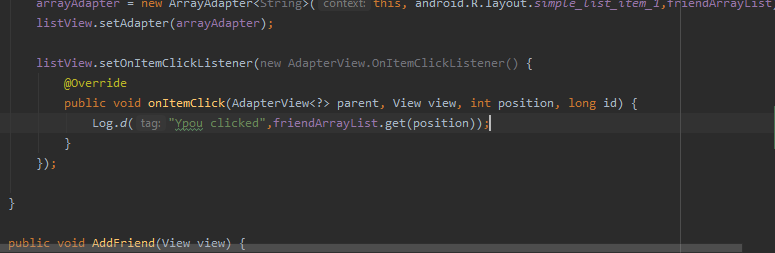 arrayAdapter = new ArrayAdapter<String>( context: this, android.R.layout.simple_list_item_1,friendArrayList
listView.setAdapter(arrayAdapter);
listView.setOnItemClickListener(new AdapterView.OnItemClickListener() {
@Override
public void onItemClick(AdapterView<?> parent, View view, int position, long id) {
Log.d( tag: "Ypou clicked",friendArrayList.get(position));
}
});
}
public void AddFriend(View view) {